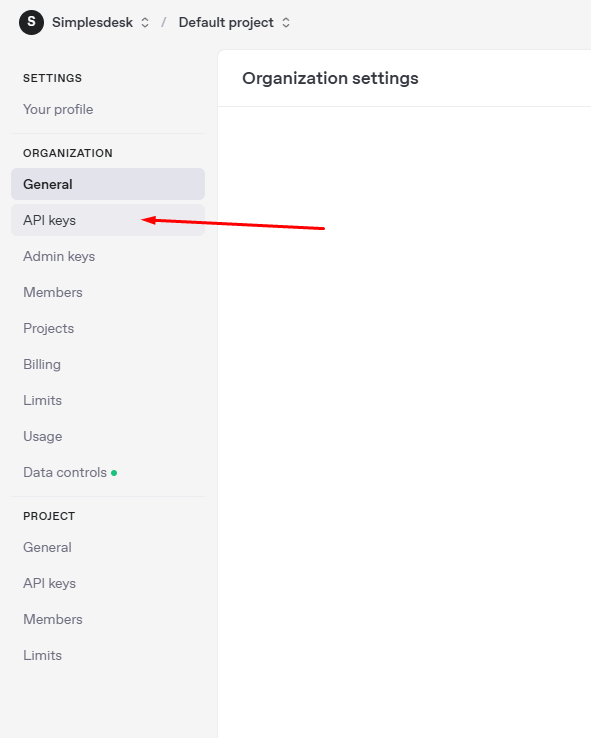 S Simplesdesk / Default project
SETTINGS
Your profile
ORGANIZATION
General
API keys
Admin keys
Members
Projects
Billing
Limits
Usage
Data controls
PROJECT
General
API keys
Members
Limits
Organization settings